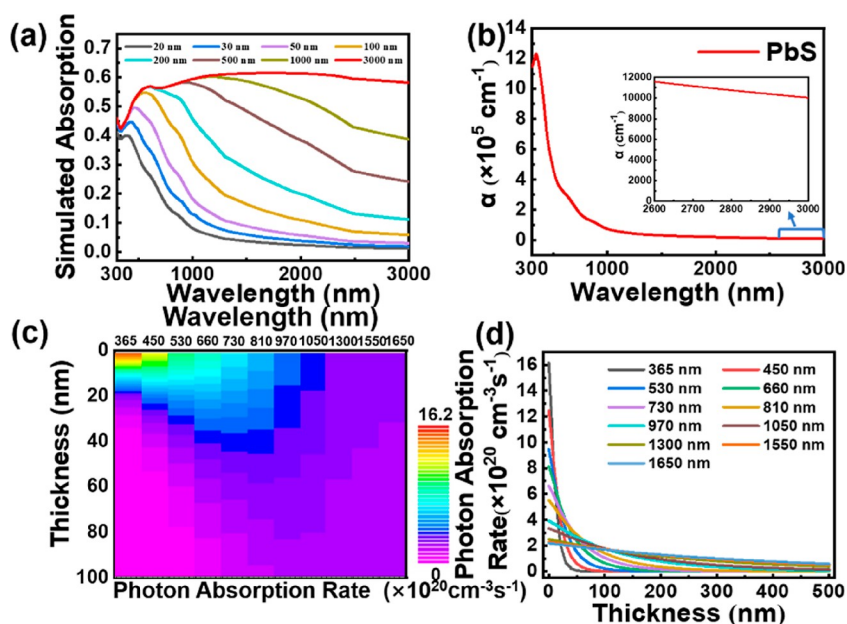 (a)
Simulated Absorption
0.7
0.6
0.5
0.4
0.3
0.2
0.1
0.0
20 nm 30 nm 50 nm 100 nm
200 nm 500 nm 1000 nm 3000 nm
300 1000 2000 3000
Wavelength (nm)
(b)
α (×10⁵ cm⁻¹)
14
12
10
8
6
4
2
0
PbS
α (cm⁻¹)
12000
10000
8000
6000
4000
2000
0
2600 2700 2800 2900 3000
300 1000 2000 3000
Wavelength (nm)
(c)
Wavelength (nm)
365 450 530 660 730 810 970 1050 1300 1550 1650
Thickness (nm)
0
20
40
60
80
100
16.2
0
Photon Absorption Rate (×10²⁰cm⁻³s⁻¹)
(d)
Photon Absorption
Rate(×10²⁰ cm⁻³s⁻¹)
16
14
12
10
8
6
4
2
0
365 nm 450 nm
530 nm 660 nm
730 nm 810 nm
970 nm 1050 nm
1300 nm 1550 nm
1650 nm
0 100 200 300 400 500
Thickness (nm)